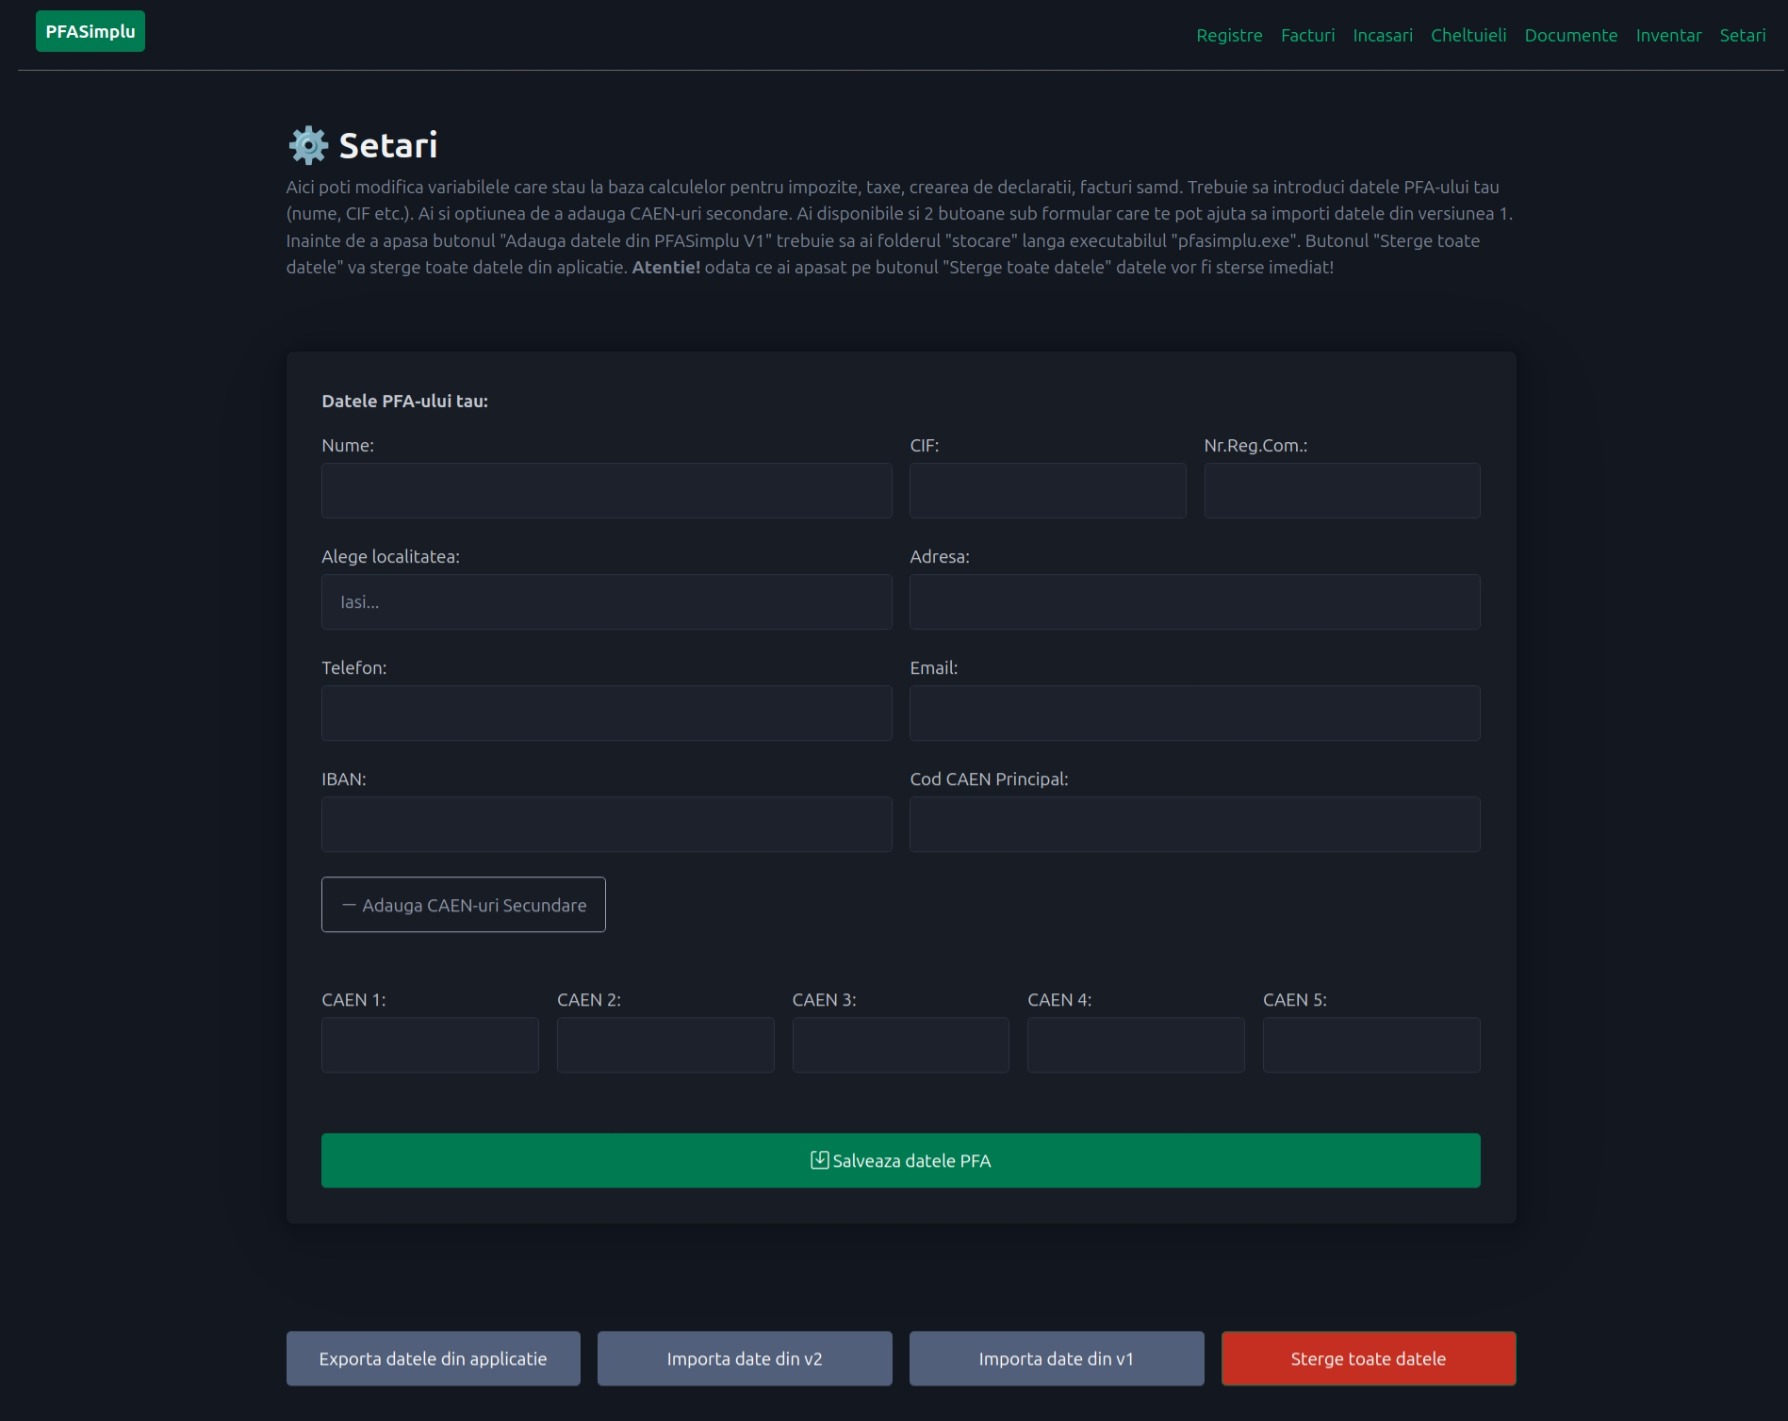 PFASimplu
Registre Facturi Incasari Cheltuieli Documente Inventar Setari
Setari
Aici poti modifica variabilele care stau la baza calculelor pentru impozite, taxe, crearea de declaratii, facturi samd. Trebuie sa introduci datele PFA-ului tau
(nume, CIF etc.). Ai si optiunea de a adauga CAEN-uri secondare. Ai disponibile si 2 butoane sub formular care te pot ajuta sa importi datele din versiunea 1.
Inainte de a apasa butonul "Adauga datele din PFASimplu V1" trebuie sa ai folderul "stocare" langa executabilul "pfasimplu.exe". Butonul "Sterge toate
datele" va sterge toate datele din aplicatie. Atentie! odata ce ai apasat pe butonul "Sterge toate datele" datele vor fi sterse imediat!
Datele PFA-ului tau:
Nume: CIF: Nr.Reg.Com.:
Alege localitatea: Adresa:
Iasi...
Telefon: Email:
IBAN: Cod CAEN Principal:
— Adauga CAEN-uri Secundare
CAEN 1: CAEN 2: CAEN 3: CAEN 4: CAEN 5:
Salveaza datele PFA
Exporta datele din applicatie Importa date din v2 Importa date din v1 Sterge toate datele